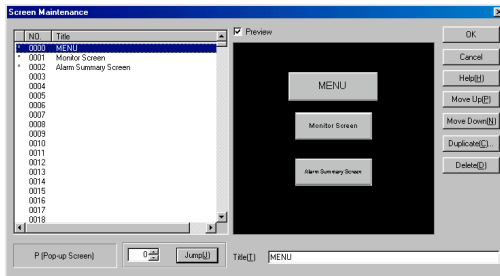 Screen Maintenance
NO. Title
* 0000 MENU
* 0001 Monitor Screen
* 0002 Alarm Summary Screen
0003
0004
0005
0006
0007
0008
0009
0010
0011
0012
0013
0014
0015
0016
0017
0018
P (Pop-up Screen)
0
Jump(J)
Preview
MENU
Monitor Screen
Alarm Summary Screen
Title(T) MENU
OK
Cancel
Help(H)
Move Up(P)
Move Down(N)
Duplicate(C)...
Delete(D)